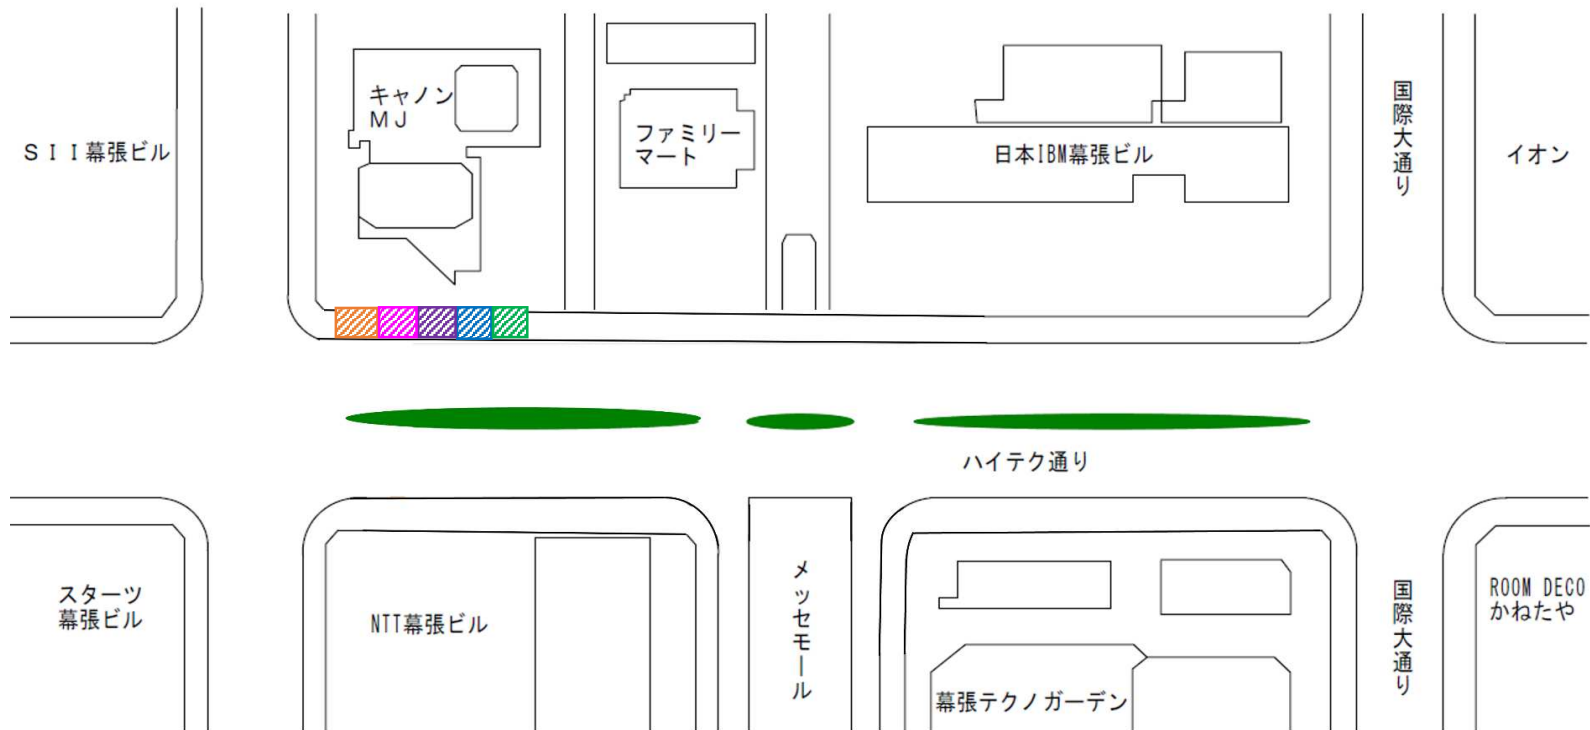 キャノン
ＭＪ
ＳＩＩ幕張ビル
ファミリー
マート
日本IBM幕張ビル
国際大通り
イオン
ハイテク通り
スターツ
幕張ビル
NTT幕張ビル
メッセモール
幕張テクノガーデン
国際大通り
ROOM DECO
かねたや